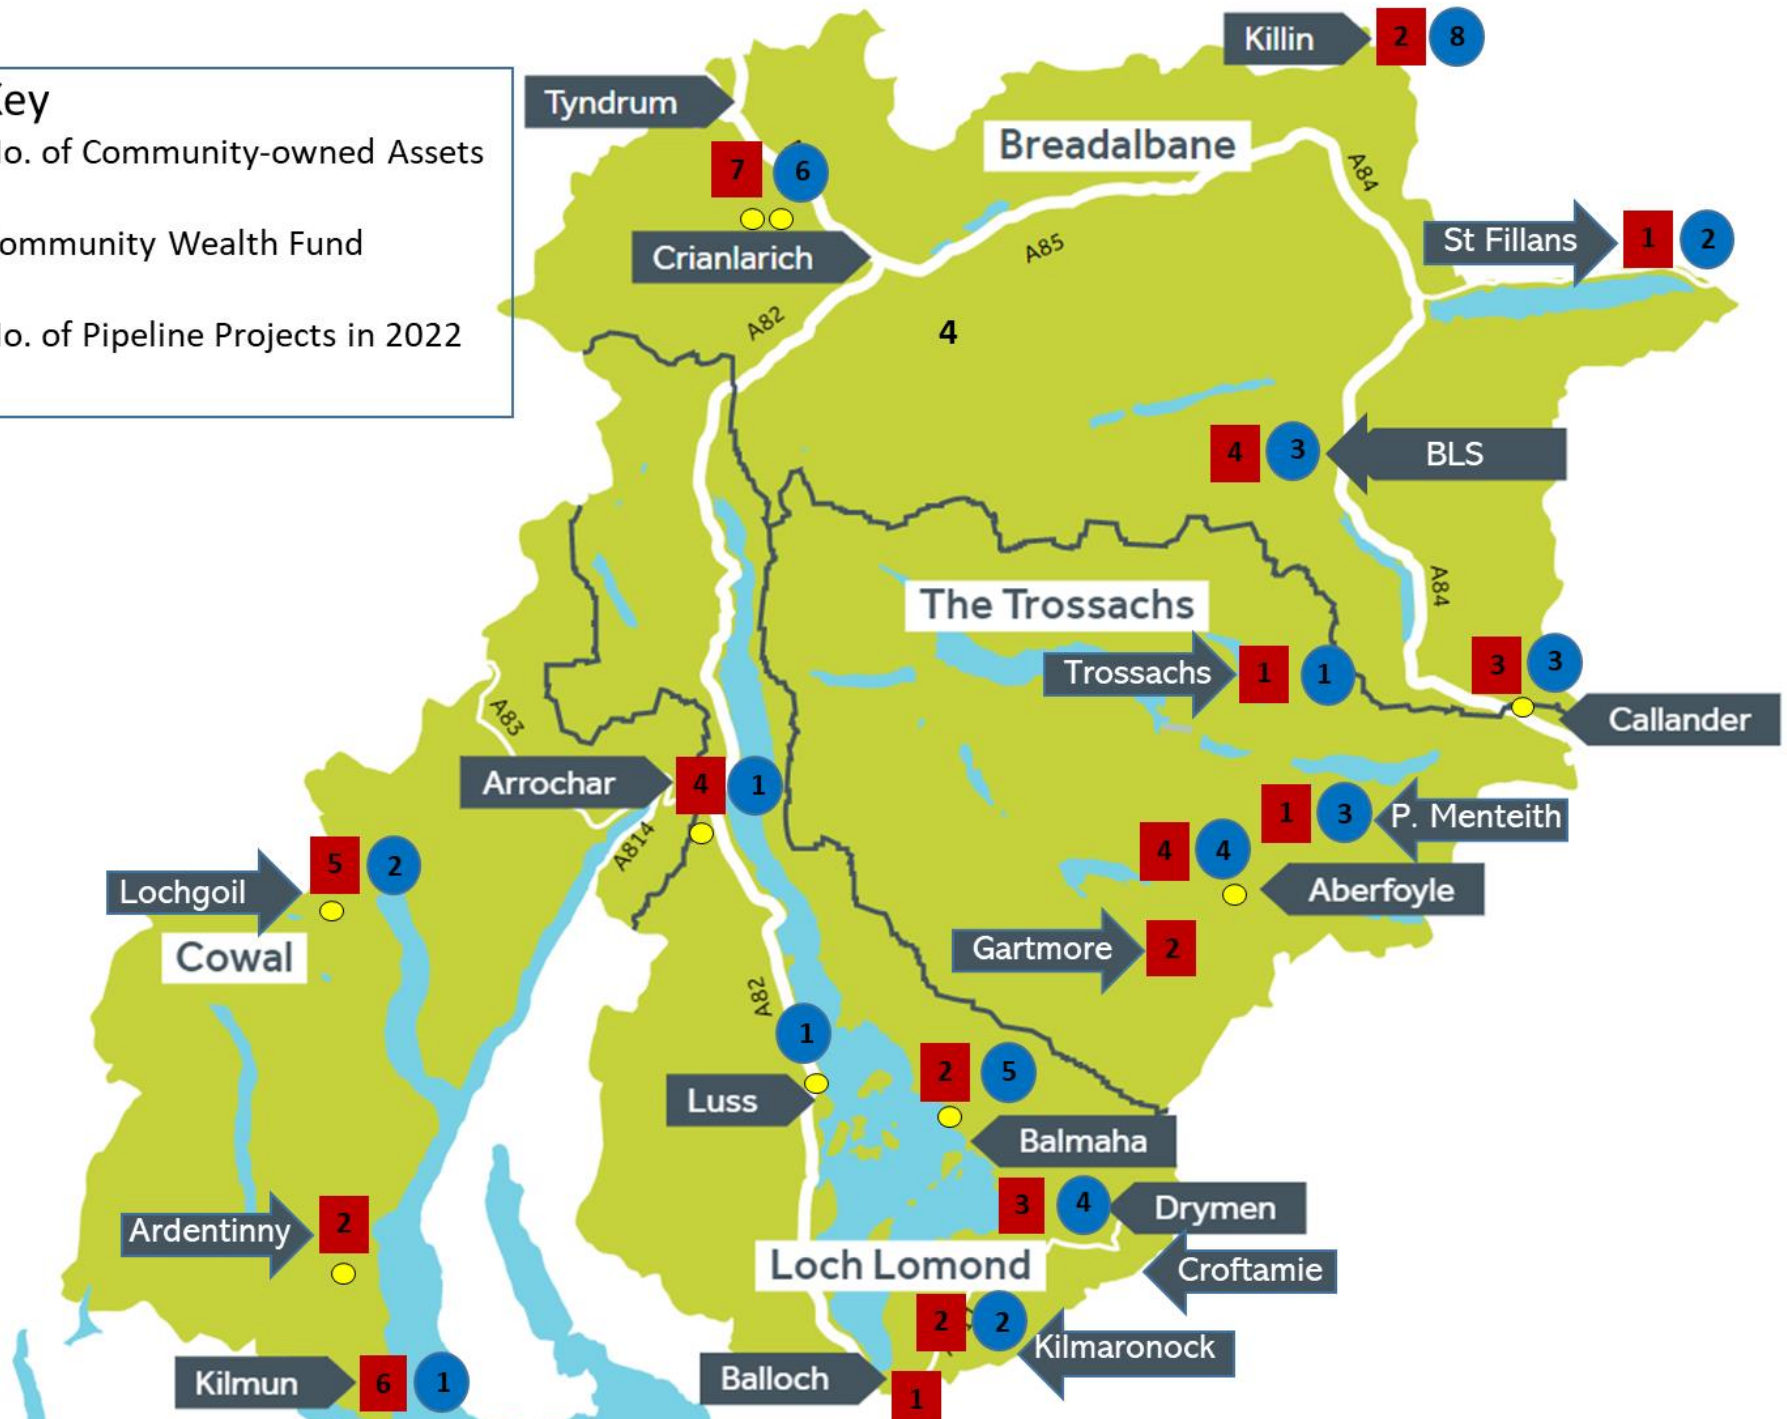 Killin
2
8
ey
Tyndrum
o. of Community-owned Assets
Breadalbane
7
6
A84
ommunity Wealth Fund
St Fillans
1
2
Crianlarich
A85
o. of Pipeline Projects in 2022
A82
4
4
3
BLS
A84
The Trossachs
Trossachs
1
1
3
3
A83
Callander
Arrochar
4
1
1
3
P. Menteith
A814
4
4
5
2
Lochgoil
Aberfoyle
Cowal
Gartmore
2
A82
1
2
5
Luss
Balmaha
3
4
Drymen
Ardentinny
2
Loch Lomond
Croftamie
2
2
Kilmaronock
Kilmun
6
1
Balloch
1